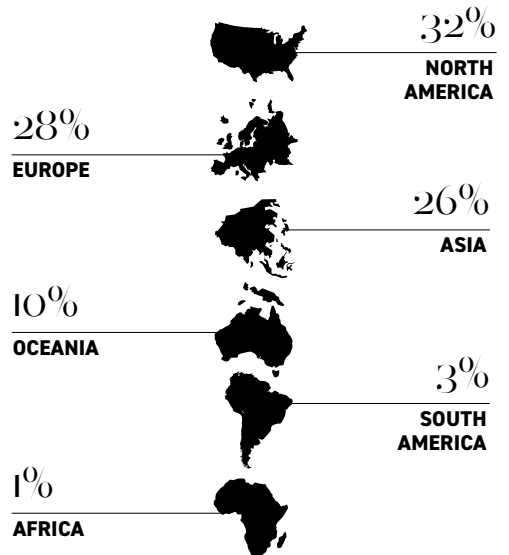 32%
NORTH
AMERICA
28%
EUROPE
26%
ASIA
10%
OCEANIA
3%
SOUTH
AMERICA
1%
AFRICA